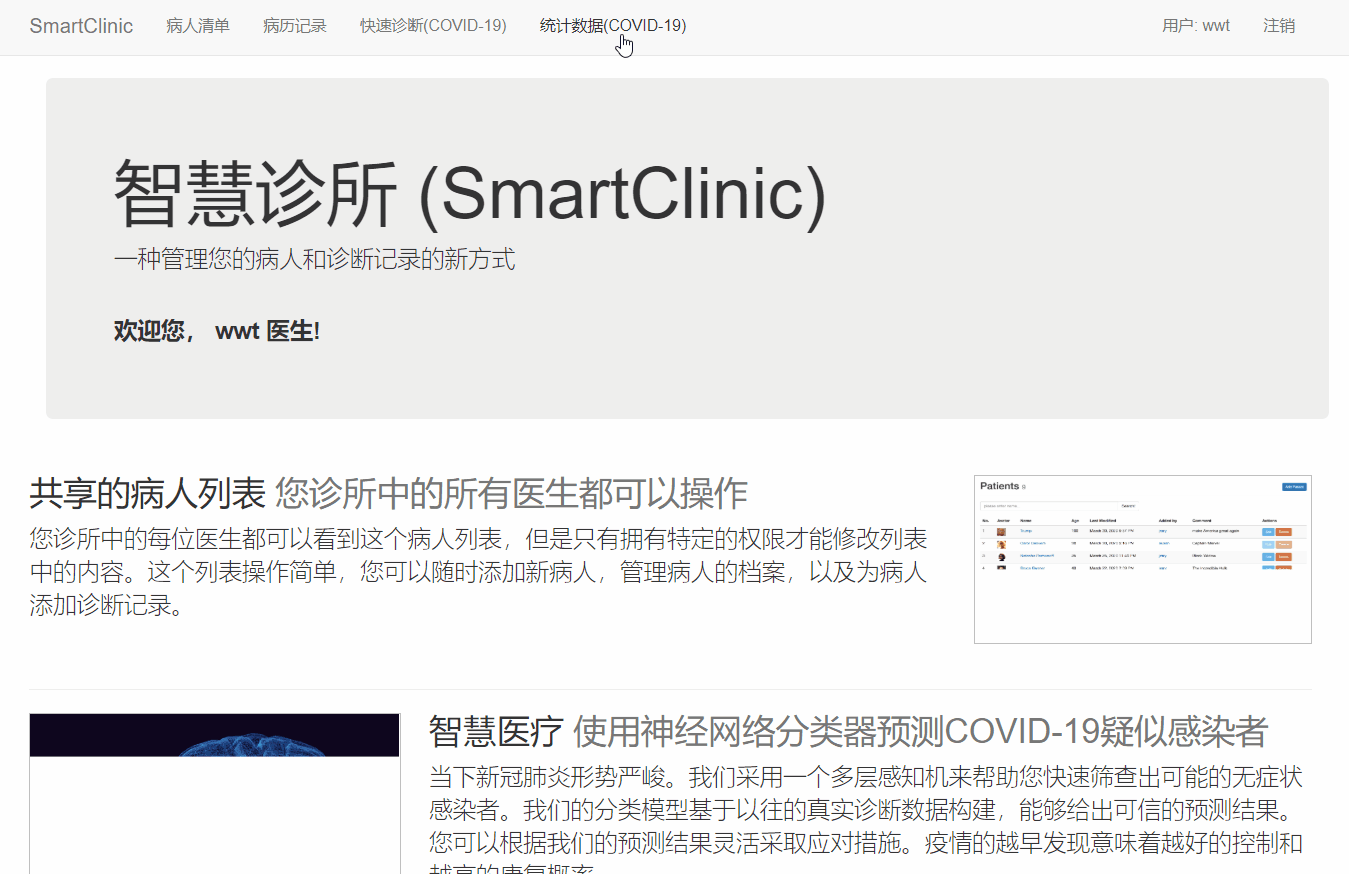 SmartClinic 病人清单 病历记录 快速诊断(COVID-19) 统计数据(COVID-19) 用户: wwt 注销
智慧诊所 (SmartClinic)
一种管理您的病人和诊断记录的新方式
欢迎您， wwt 医生!
共享的病人列表 您诊所中的所有医生都可以操作
您诊所中的每位医生都可以看到这个病人列表，但是只有拥有特定的权限才能修改列表
中的内容。这个列表操作简单，您可以随时添加新病人，管理病人的档案，以及为病人
添加诊断记录。
Patients
No. Name Age Last Modified Added by Comment Actions
智慧医疗 使用神经网络分类器预测COVID-19疑似感染者
当下新冠肺炎形势严峻。我们采用一个多层感知机来帮助您快速筛查出可能的无症状
感染者。我们的分类模型基于以往的真实诊断数据构建，能够给出可信的预测结果。
您可以根据我们的预测结果灵活采取应对措施。疫情的越早发现意味着越好的控制和
越高的康复概率